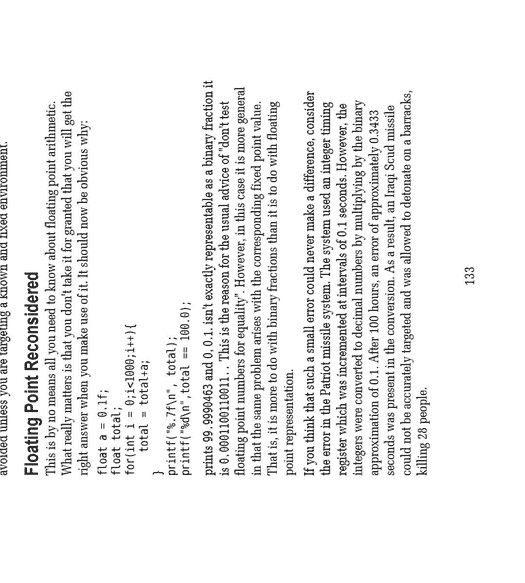 avoided unless you are targeting a known and fixed environment.
Floating Point Reconsidered
This is by no means all you need to know about floating point arithmetic.
What really matters is that you don't take it for granted that you will get the
right answer when you make use of it. It should now be obvious why:
float a = 0.1f;
float total;
for(int i = 0;i<1000;i++){
total = total+a;
}
printf("%.7f\n", total);
printf("%d\n",total == 100.0);
prints 99.9990463 and 0, 0.1. isn't exactly representable as a binary fraction it
is 0.0001100110011... This is the reason for the usual advice of "don't test
floating point numbers for equality". However, in this case it is more general
in that the same problem arises with the corresponding fixed point value.
That is, it is more to do with binary fractions than it is to do with floating
point representation.
If you think that such a small error could never make a difference, consider
the error in the Patriot missile system. The system used an integer timing
register which was incremented at intervals of 0.1 seconds. However, the
integers were converted to decimal numbers by multiplying by the binary
approximation of 0.1. After 100 hours, an error of approximately 0.3433
seconds was present in the conversion. As a result, an Iraqi Scud missile
could not be accurately targeted and was allowed to detonate on a barracks,
killing 28 people.
133